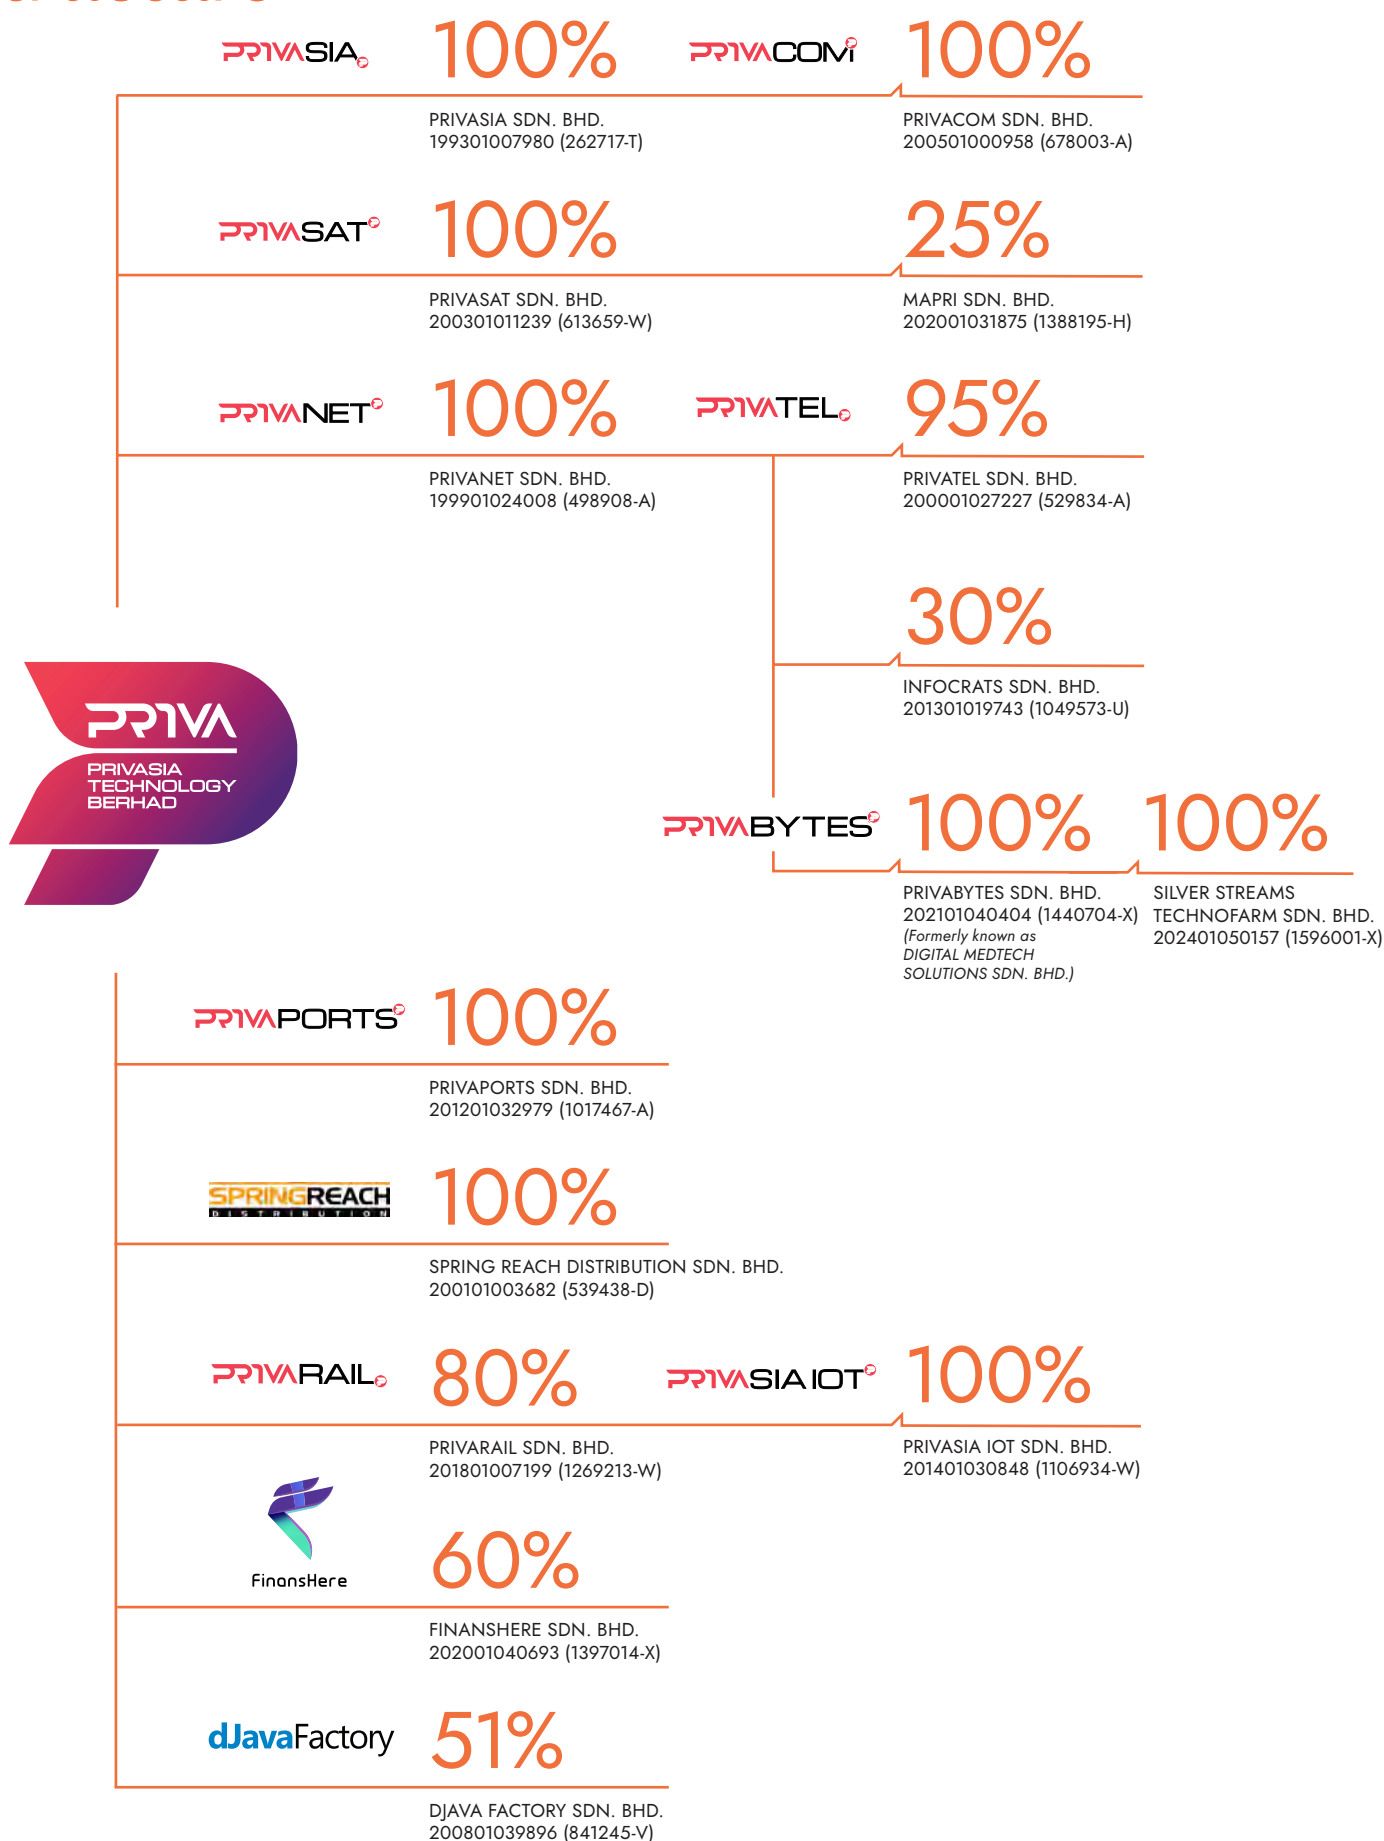 PRIVASIA
100%
PRIVASIA SDN. BHD.
199301007980 (262717-T)
PRIVACOM
100%
PRIVACOM SDN. BHD.
200501000958 (678003-A)
PRIVASAT
100%
PRIVASAT SDN. BHD.
200301011239 (613659-W)
25%
MAPRI SDN. BHD.
202001031875 (1388195-H)
PRIVANET
100%
PRIVANET SDN. BHD.
199901024008 (498908-A)
PRIVATEL
95%
PRIVATEL SDN. BHD.
200001027227 (529834-A)
30%
INFOCRATS SDN. BHD.
201301019743 (1049573-U)
PRIVA
PRIVASIA
TECHNOLOGY
BERHAD
PRIVABYTES
100%
PRIVABYTES SDN. BHD.
202101040404 (1440704-X)
(Formerly known as
DIGITAL MEDTECH
SOLUTIONS SDN. BHD.)
100%
SILVER STREAMS
TECHNOFARM SDN. BHD.
202401050157 (1596001-X)
PRIVAPORTS
100%
PRIVAPORTS SDN. BHD.
201201032979 (1017467-A)
SPRINGREACH
DISTRIBUTION
100%
SPRING REACH DISTRIBUTION SDN. BHD.
200101003682 (539438-D)
PRIVARAIL
80%
PRIVARAIL SDN. BHD.
201801007199 (1269213-W)
PRIVASIA IOT
100%
PRIVASIA IOT SDN. BHD.
201401030848 (1106934-W)
FinansHere
60%
FINANSHERE SDN. BHD.
202001040693 (1397014-X)
dJavaFactory
51%
DJAVA FACTORY SDN. BHD.
200801039896 (841245-V)